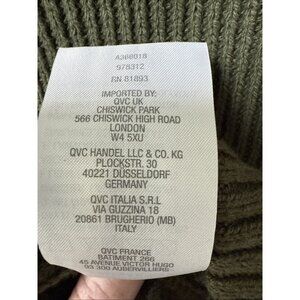 A366018
978312
RN 81893
IMPORTED BY:
QVC UK
CHISWICK PARK
566 CHISWICK HIGH ROAD
LONDON
W4 5XU
QVC HANDEL LLC & CO. KG
PLOCKSTR. 30
40221 DÜSSELDORF
GERMANY
QVC ITALIA S.R.L
VIA GUZZINA 18
20861 BRUGHERIO (MB)
ITALY
QVC FRANCE
BATIMENT 266
45 AVENUE VICTOR HUGO
93 300 AUBERVILLIERS